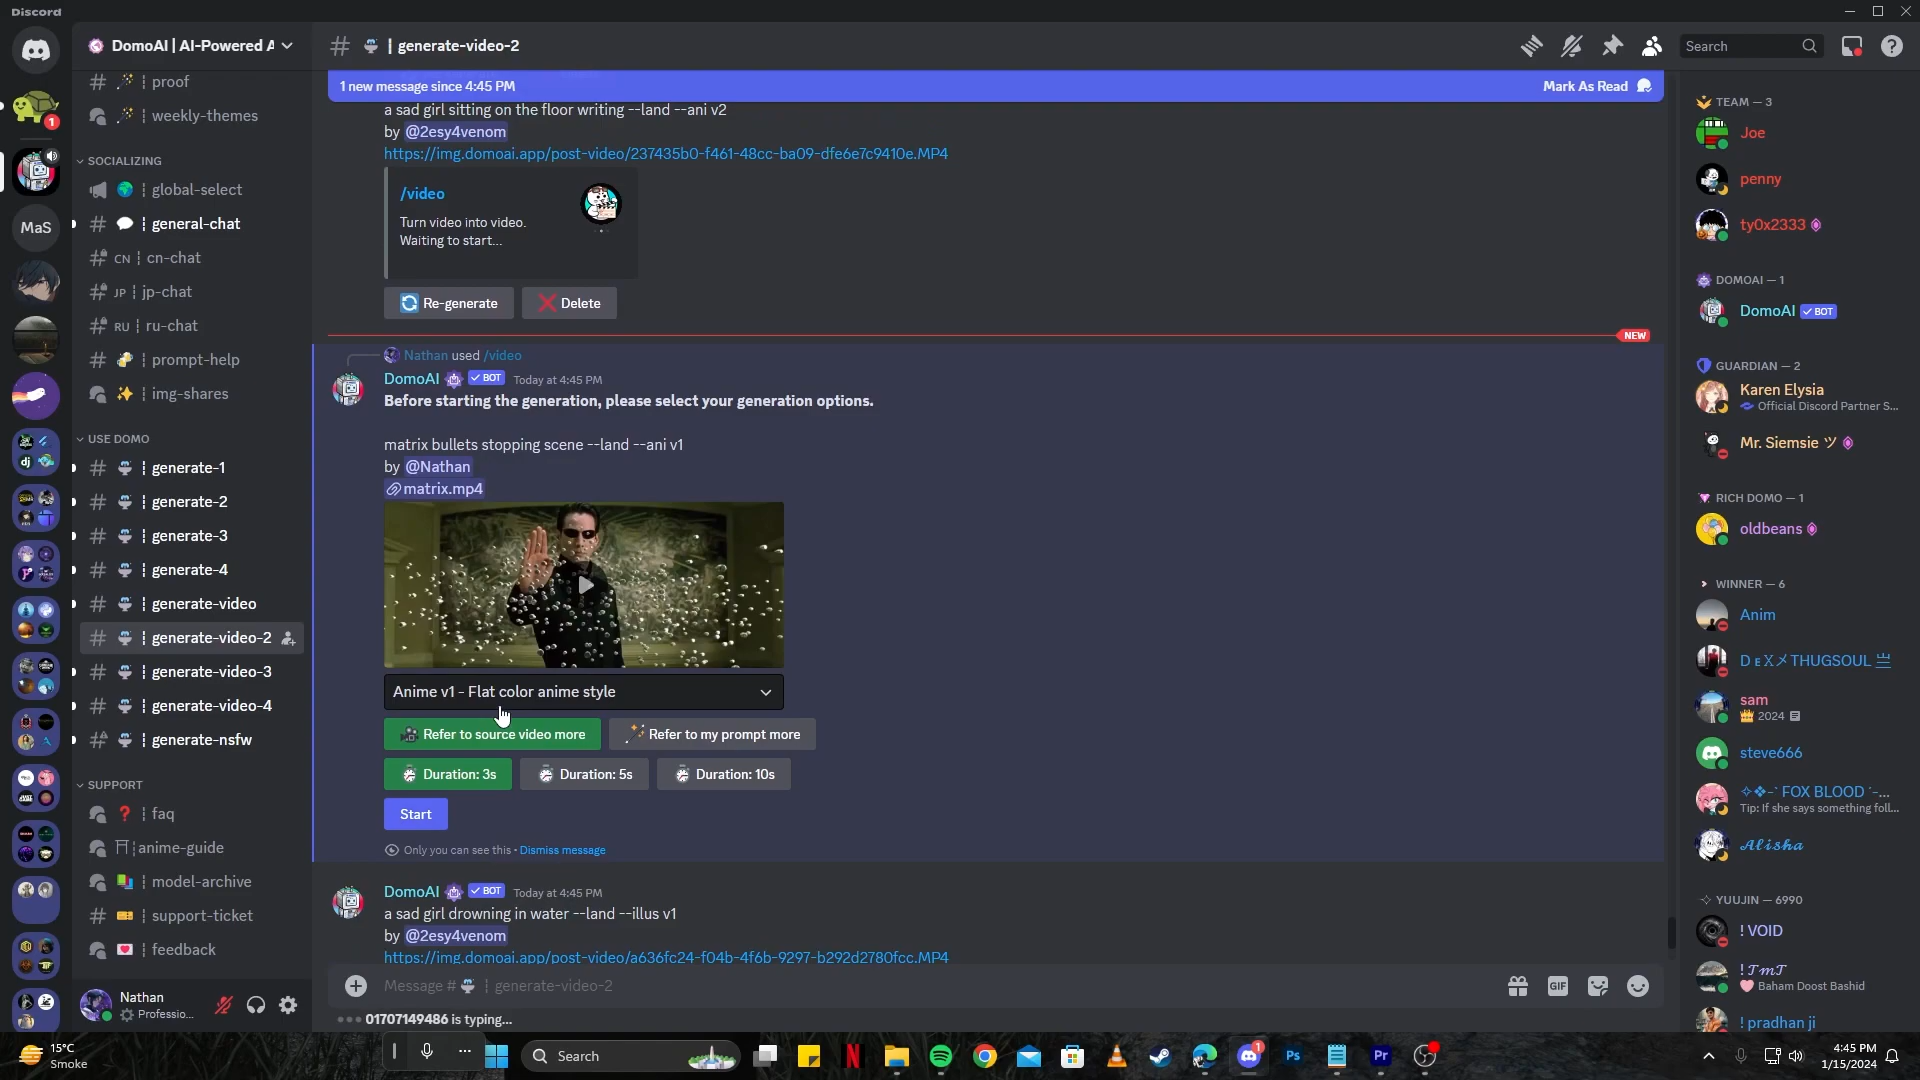 Discord
DomoAI | AI-Powered A
proof
weekly-themes
SOCIALIZING
global-select
general-chat
CN | cn-chat
JP | jp-chat
RU | ru-chat
prompt-help
img-shares
USE DOMO
generate-1
generate-2
generate-3
generate-4
generate-video
generate-video-2
generate-video-3
generate-video-4
generate-nsfw
SUPPORT
faq
anime-guide
model-archive
support-ticket
feedback
Nathan
Professio...
MaS
1
| generate-video-2
Search
1 new message since 4:45 PM
Mark As Read
a sad girl sitting on the floor writing --land --ani v2
by @2esy4venom
https://img.domoai.app/post-video/237435b0-f461-48cc-ba09-dfe6e7c9410e.MP4
/video
Turn video into video.
Waiting to start...
Re-generate
Delete
NEW
Nathan used /video
DomoAI BOT Today at 4:45 PM
Before starting the generation, please select your generation options.
matrix bullets stopping scene --land --ani v1
by @Nathan
matrix.mp4
Anime v1 - Flat color anime style
Refer to source video more
Refer to my prompt more
Duration: 3s
Duration: 5s
Duration: 10s
Start
Only you can see this • Dismiss message
DomoAI BOT Today at 4:45 PM
a sad girl drowning in water --land --illus v1
by @2esy4venom
https://img.domoai.app/post-video/a636fc24-f04b-4f6b-9297-b292d2780fcc.MP4
Message # | generate-video-2
GIF
01707149486 is typing...
TEAM — 3
Joe
penny
ty0x2333
DOMOAI — 1
DomoAI BOT
GUARDIAN — 2
Karen Elysia
Official Discord Partner S...
Mr. Siemsie ツ
RICH DOMO — 1
oldbeans
WINNER — 6
Anim
D ᴇ X メ THUGSOUL 亗
sam
2024
steve666
✧❖-` FOX BLOOD ´-...
Tip: If she says something foll...
𝓐𝓵𝓲𝓼𝓱𝓪
YUUJIN — 6990
! VOID
! 𝓣𝓶𝓣
Baham Doost Bashid
! pradhan ji
15°C
Smoke
Search
1
Ps
Pr
4:45 PM
1/15/2024